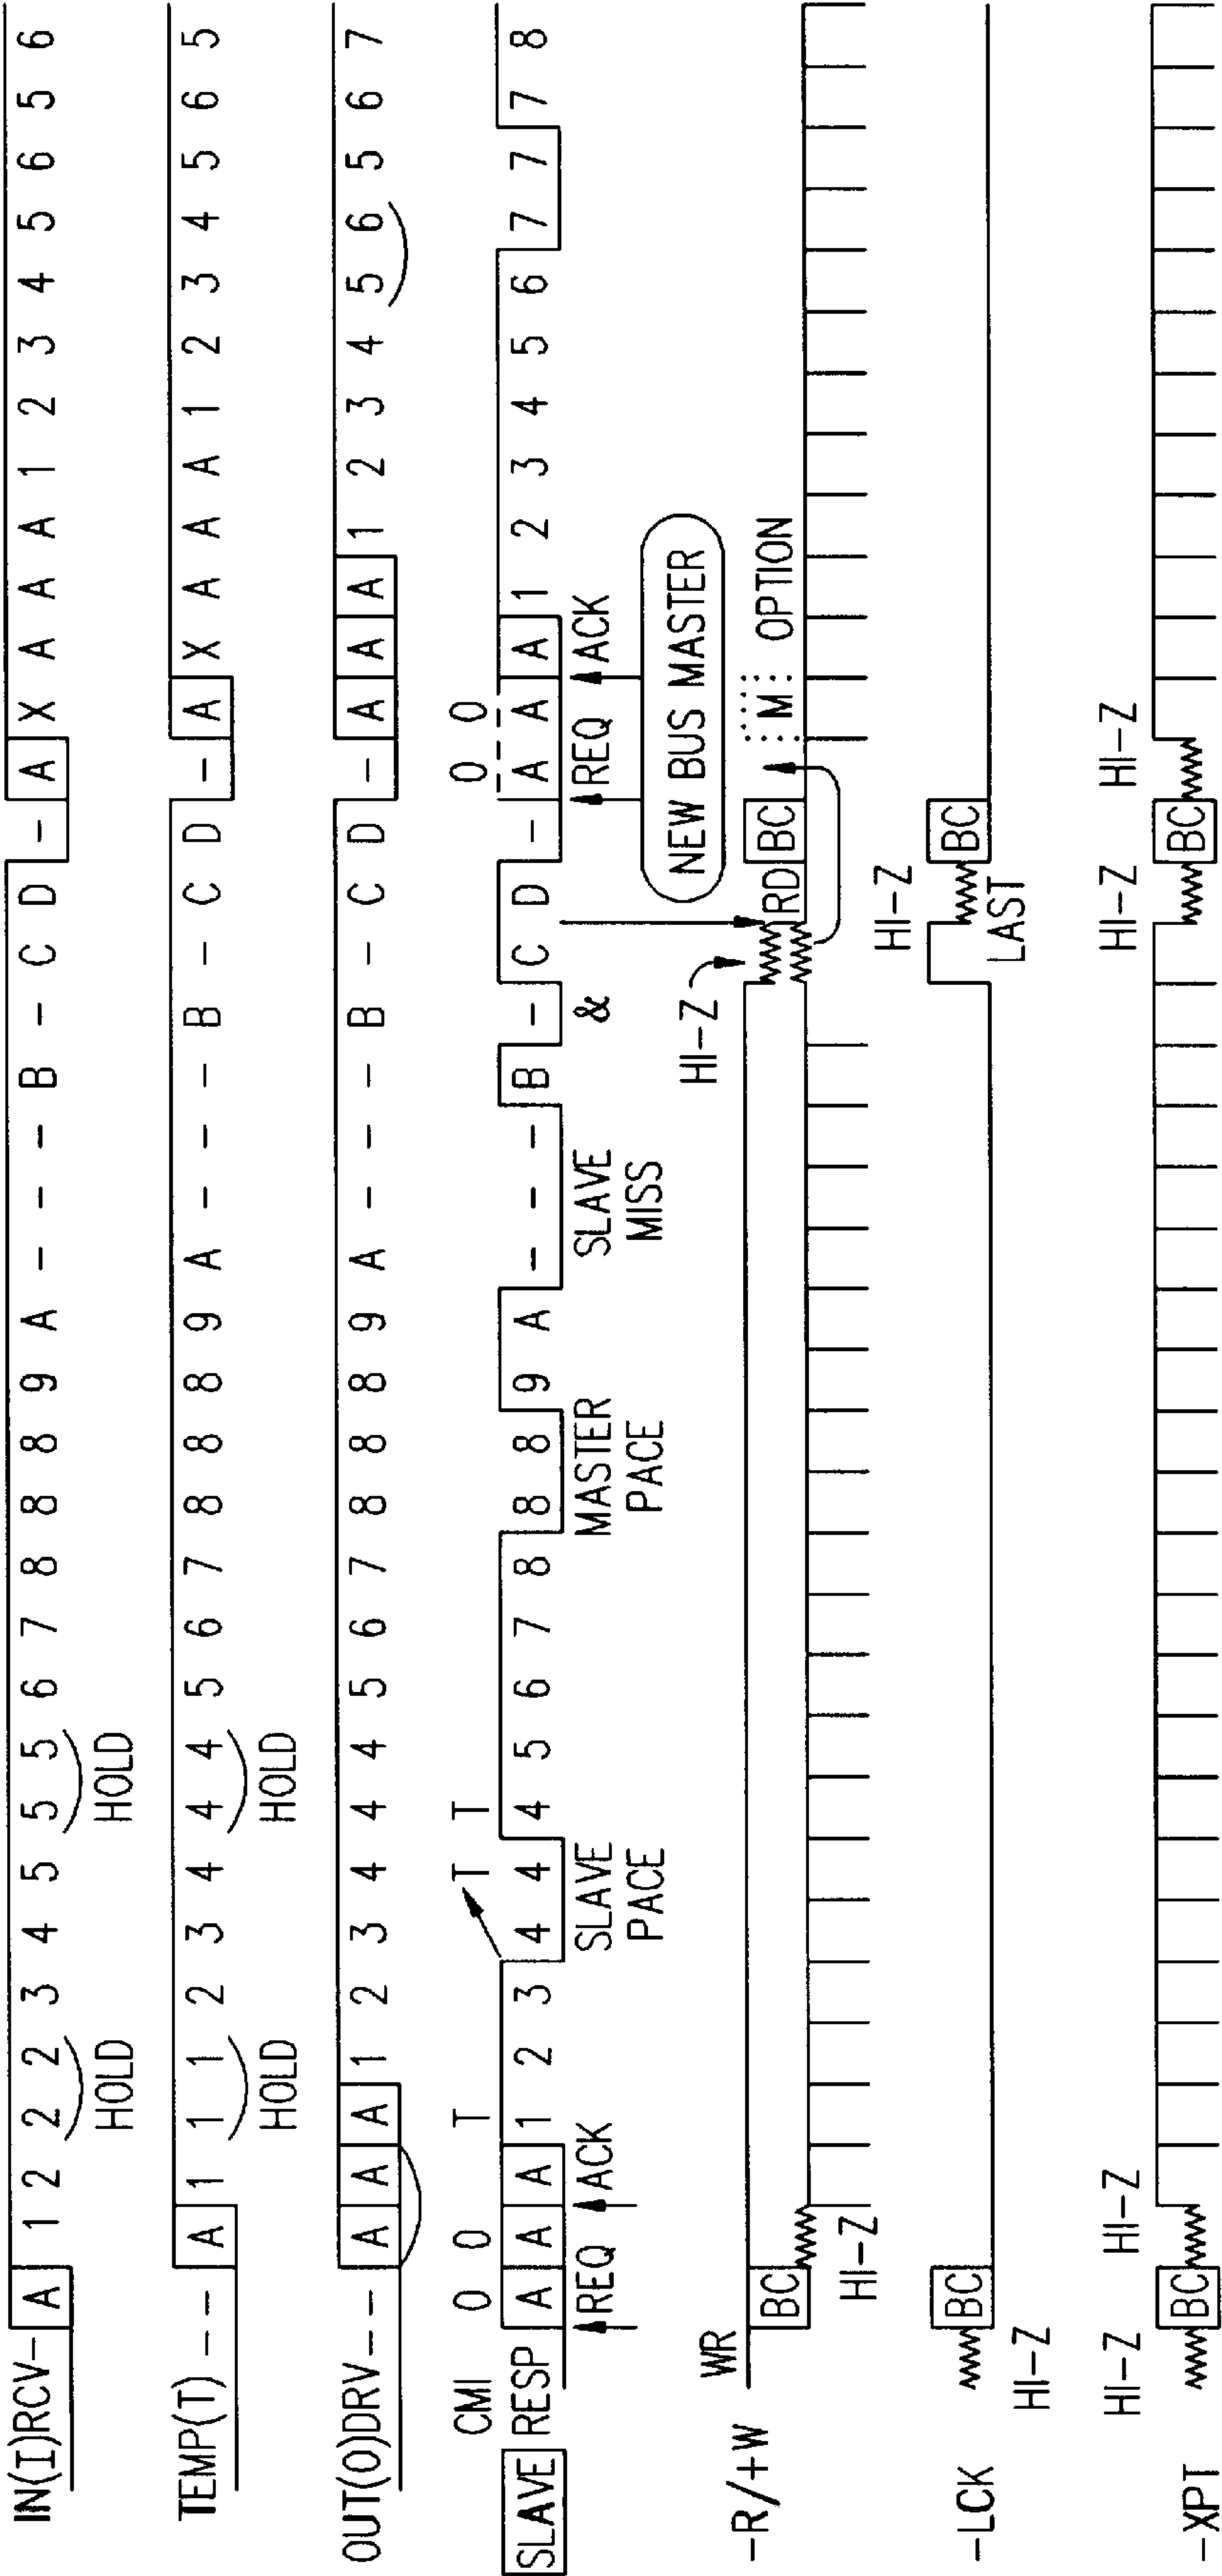 IN(I)RCV- A 1 2 2 2 3 4 5 5 5 6 7 8 8 8 9 A - - - B - C D - A X A A A 1 2 3 4 5 6 5 6
HOLD HOLD
TEMP(T) - - - A 1 1 1 2 3 4 4 4 5 6 7 8 8 8 9 A - - - B - C D - A X A A A 1 2 3 4 5 6 5
HOLD HOLD
OUT(O)DRV - - - A A A 1 2 3 4 4 4 5 6 7 8 8 8 9 A - - - B - C D - A A A 1 2 3 4 5 6 5 6 7
CMI O O T T T O O
SLAVE RESP A A A 1 2 3 4 4 4 5 6 7 8 8 8 9 A - - - B - C D - A A A 1 2 3 4 5 6 7 7 7 8
REQ ACK SLAVE MASTER SLAVE & REQ ACK
PACE PACE MISS
NEW BUS MASTER
HI-Z
-R/+W WR BC RD BC M OPTION
HI-Z
HI-Z
-LCK BC BC
HI-Z LAST
HI-Z HI-Z HI-Z HI-Z
-XPT BC BC